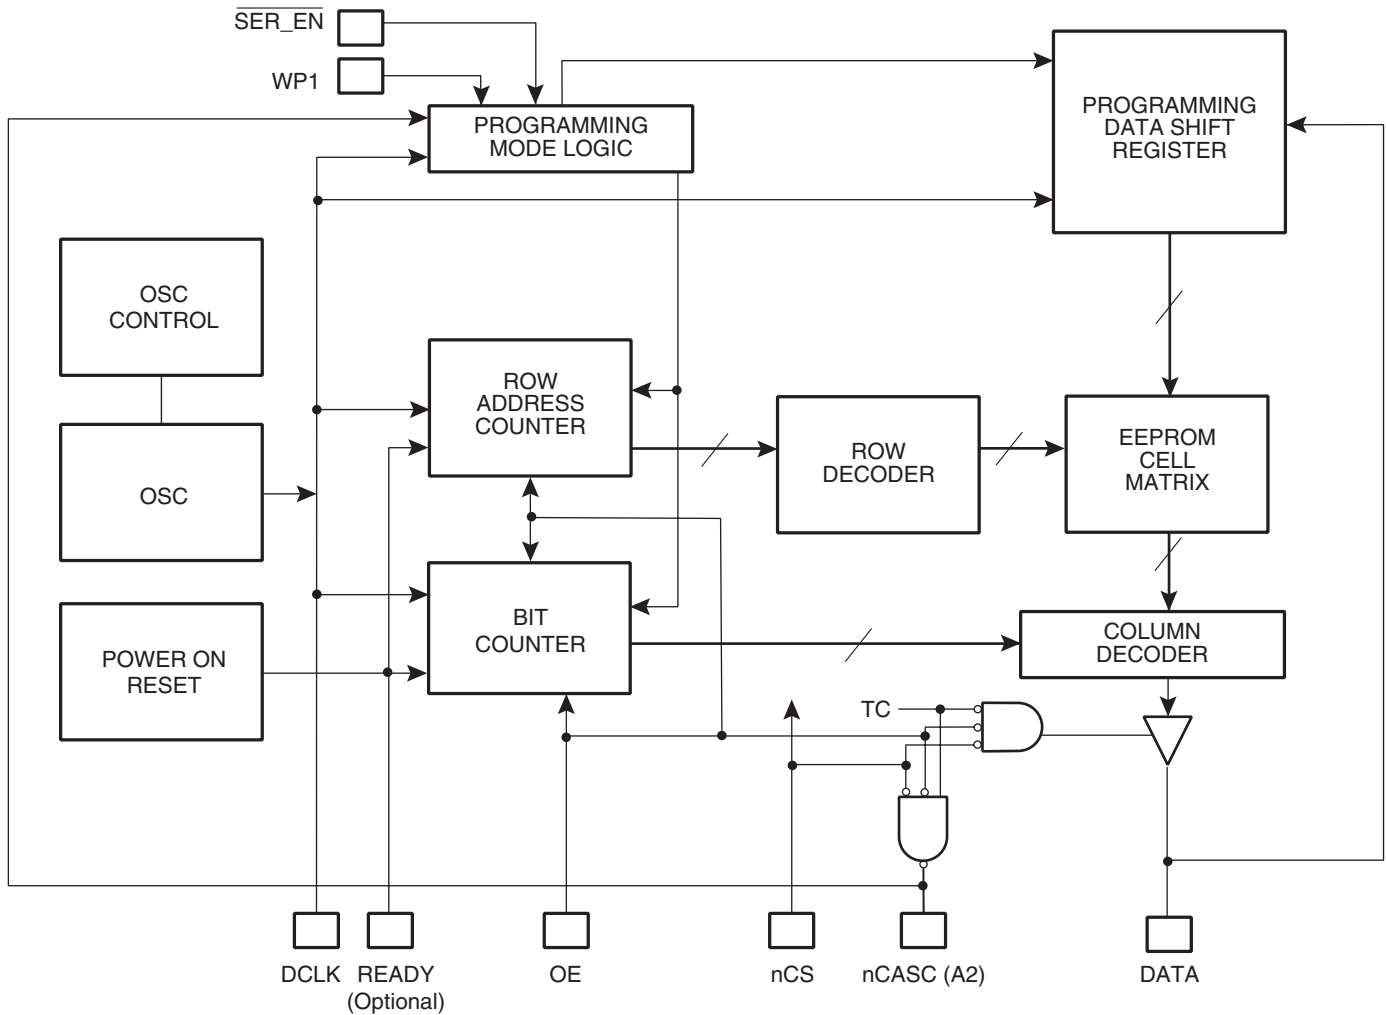 SER_EN
WP1
PROGRAMMING
MODE LOGIC
PROGRAMMING
DATA SHIFT
REGISTER
OSC
CONTROL
ROW
ADDRESS
COUNTER
ROW
DECODER
EEPROM
CELL
MATRIX
OSC
BIT
COUNTER
POWER ON
RESET
COLUMN
DECODER
TC
DCLK
READY
(Optional)
OE
nCS
nCASC (A2)
DATA